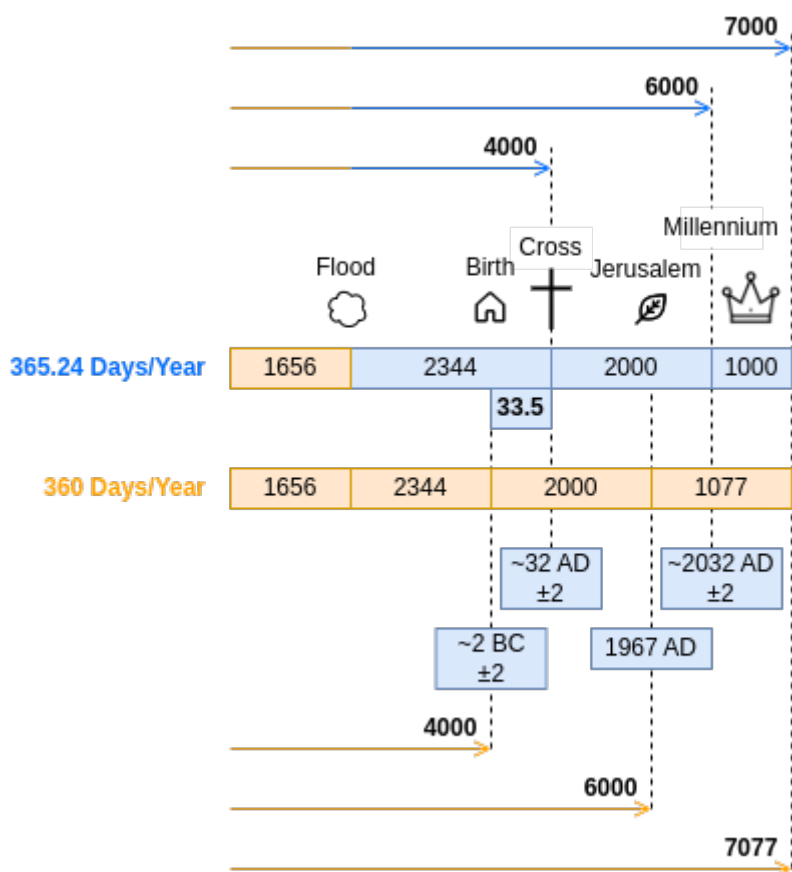 7000
6000
4000
Millennium
Cross
Flood
Birth
Jerusalem
365.24 Days/Year
1656
2344
2000
1000
33.5
360 Days/Year
1656
2344
2000
1077
~32 AD
±2
~2032 AD
±2
~2 BC
±2
1967 AD
4000
6000
7077